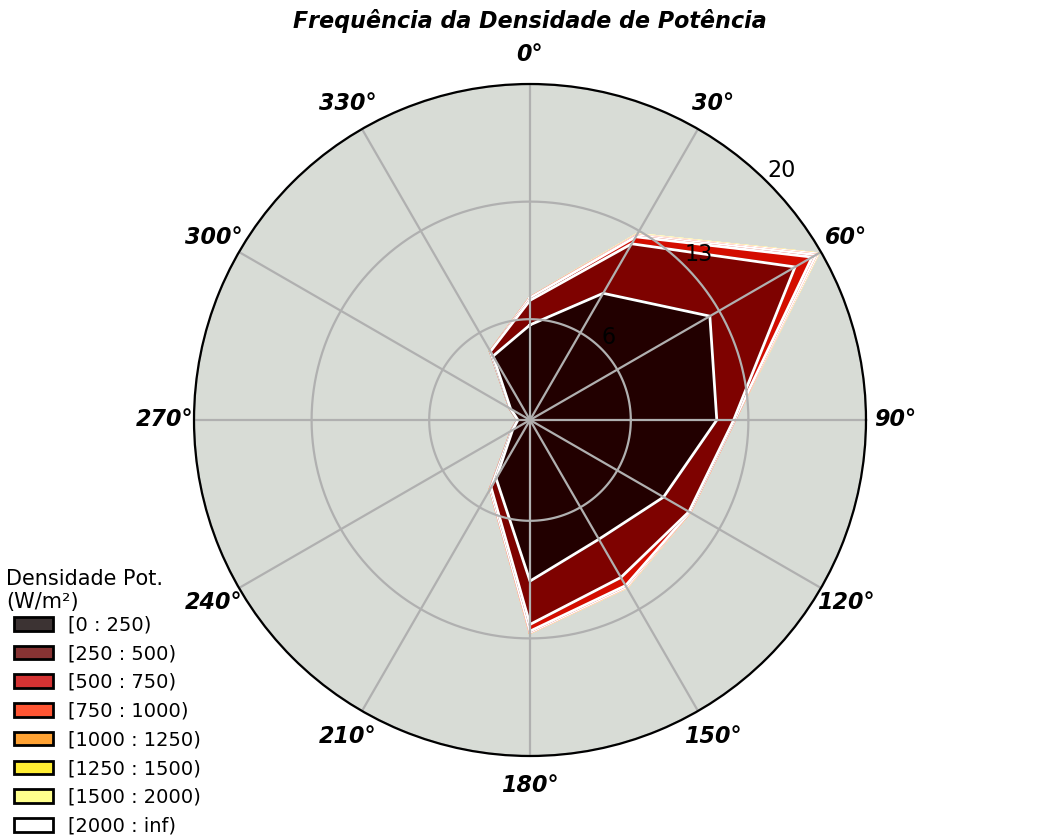 Frequência da Densidade de Potência
0°
330°
30°
20
300°
60°
13
6
270°
90°
240°
120°
210°
150°
180°
Densidade Pot.
(W/m²)
[0 : 250)
[250 : 500)
[500 : 750)
[750 : 1000)
[1000 : 1250)
[1250 : 1500)
[1500 : 2000)
[2000 : inf)